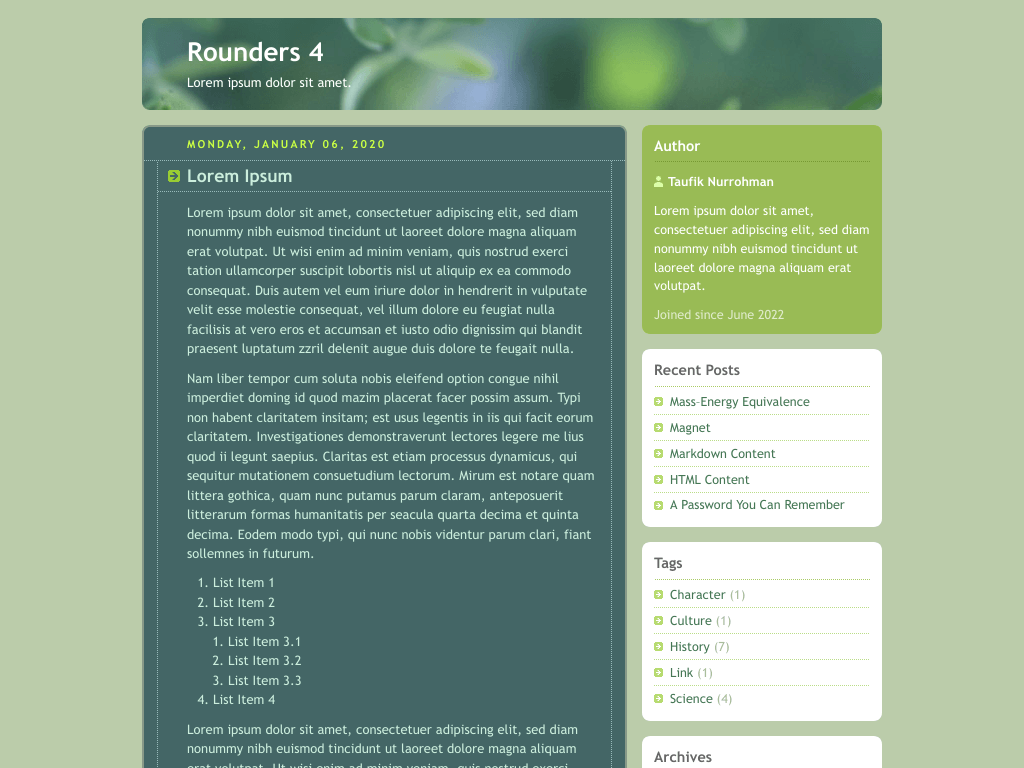 Rounders 4
Lorem ipsum dolor sit amet.
MONDAY, JANUARY 06, 2020
Lorem Ipsum
Lorem ipsum dolor sit amet, consectetuer adipiscing elit, sed diam
nonummy nibh euismod tincidunt ut laoreet dolore magna aliquam
erat volutpat. Ut wisi enim ad minim veniam, quis nostrud exerci
tation ullamcorper suscipit lobortis nisl ut aliquip ex ea commodo
consequat. Duis autem vel eum iriure dolor in hendrerit in vulputate
velit esse molestie consequat, vel illum dolore eu feugiat nulla
facilisis at vero eros et accumsan et iusto odio dignissim qui blandit
praesent luptatum zzril delenit augue duis dolore te feugait nulla.
Nam liber tempor cum soluta nobis eleifend option congue nihil
imperdiet doming id quod mazim placerat facer possim assum. Typi
non habent claritatem insitam; est usus legentis in iis qui facit eorum
claritatem. Investigationes demonstraverunt lectores legere me lius
quod ii legunt saepius. Claritas est etiam processus dynamicus, qui
sequitur mutationem consuetudium lectorum. Mirum est notare quam
littera gothica, quam nunc putamus parum claram, anteposuerit
litterarum formas humanitatis per seacula quarta decima et quinta
decima. Eodem modo typi, qui nunc nobis videntur parum clari, fiant
sollemnes in futurum.
1. List Item 1
2. List Item 2
3. List Item 3
1. List Item 3.1
2. List Item 3.2
3. List Item 3.3
4. List Item 4
Lorem ipsum dolor sit amet, consectetuer adipiscing elit, sed diam
nonummy nibh euismod tincidunt ut laoreet dolore magna aliquam
erat volutpat. Ut wisi enim ad minim veniam, quis nostrud exerci
Author
Taufik Nurrohman
Lorem ipsum dolor sit amet,
consectetuer adipiscing elit, sed diam
nonummy nibh euismod tincidunt ut
laoreet dolore magna aliquam erat
volutpat.
Joined since June 2022
Recent Posts
Mass-Energy Equivalence
Magnet
Markdown Content
HTML Content
A Password You Can Remember
Tags
Character (1)
Culture (1)
History (7)
Link (1)
Science (4)
Archives